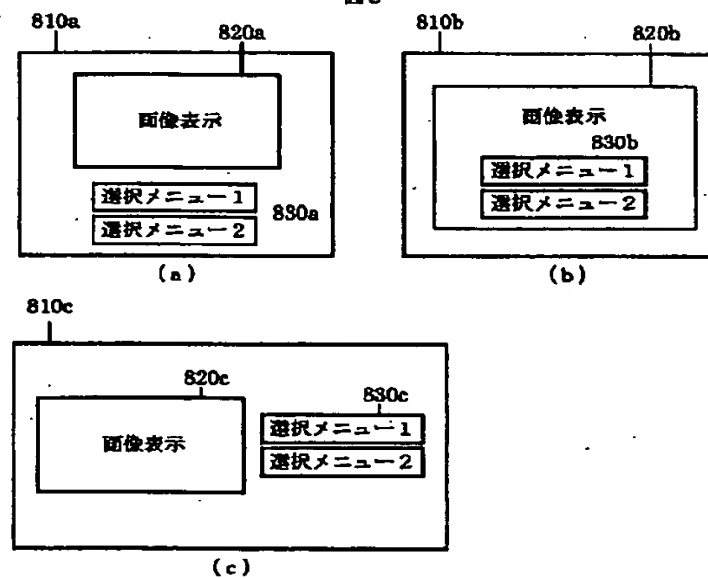 810a
820a
画像表示
選択メニュー1
選択メニュー2
830a
(a)
810b
820b
画像表示
830b
選択メニュー1
選択メニュー2
(b)
810c
820c
画像表示
830c
選択メニュー1
選択メニュー2
(c)